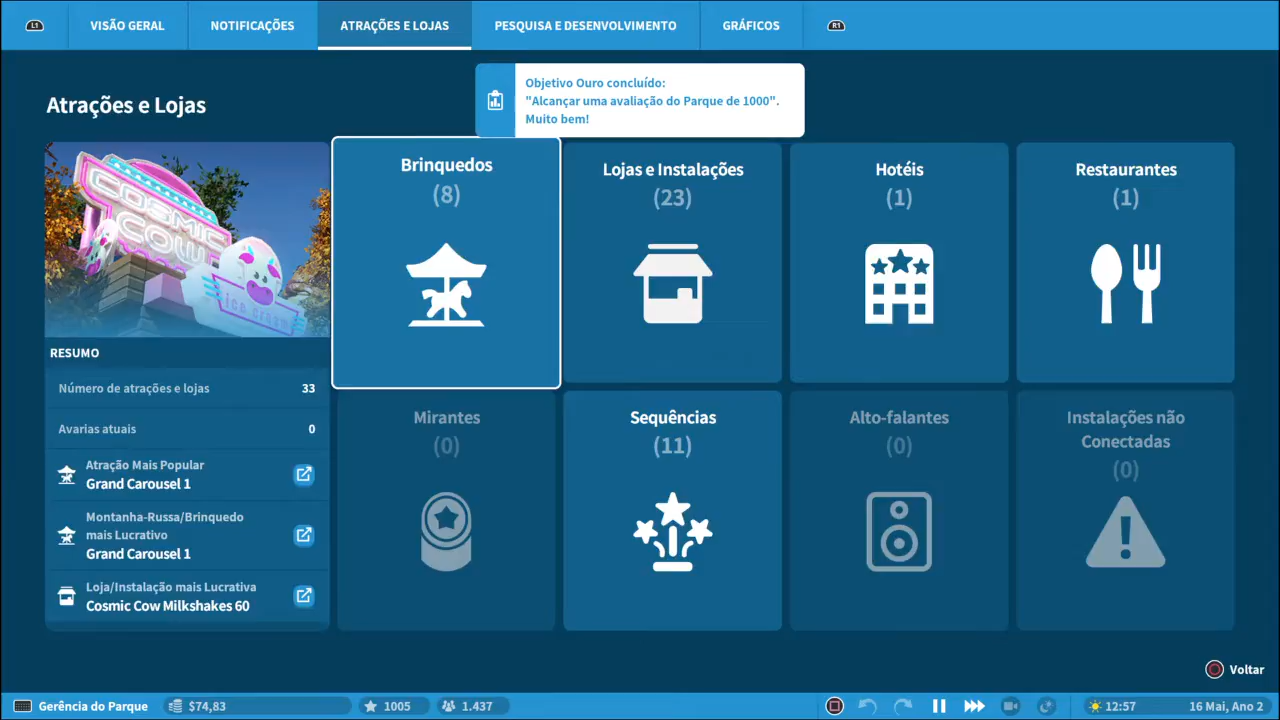 L1
VISÃO GERAL
NOTIFICAÇÕES
ATRAÇÕES E LOJAS
PESQUISA E DESENVOLVIMENTO
GRÁFICOS
R1
Atrações e Lojas
Objetivo Ouro concluído:
"Alcançar uma avaliação do Parque de 1000".
Muito bem!
COSMIC
COW
ice cream
Brinquedos
(8)
Lojas e Instalações
(23)
Hotéis
(1)
Restaurantes
(1)
RESUMO
Número de atrações e lojas 33
Avarias atuais 0
Atração Mais Popular
Grand Carousel 1
Montanha-Russa/Brinquedo
mais Lucrativo
Grand Carousel 1
Loja/Instalação mais Lucrativa
Cosmic Cow Milkshakes 60
Mirantes
(0)
Sequências
(11)
Alto-falantes
(0)
Instalações não
Conectadas
(0)
Voltar
Gerência do Parque
$74,83
1005
1.437
12:57
16 Mai, Ano 2